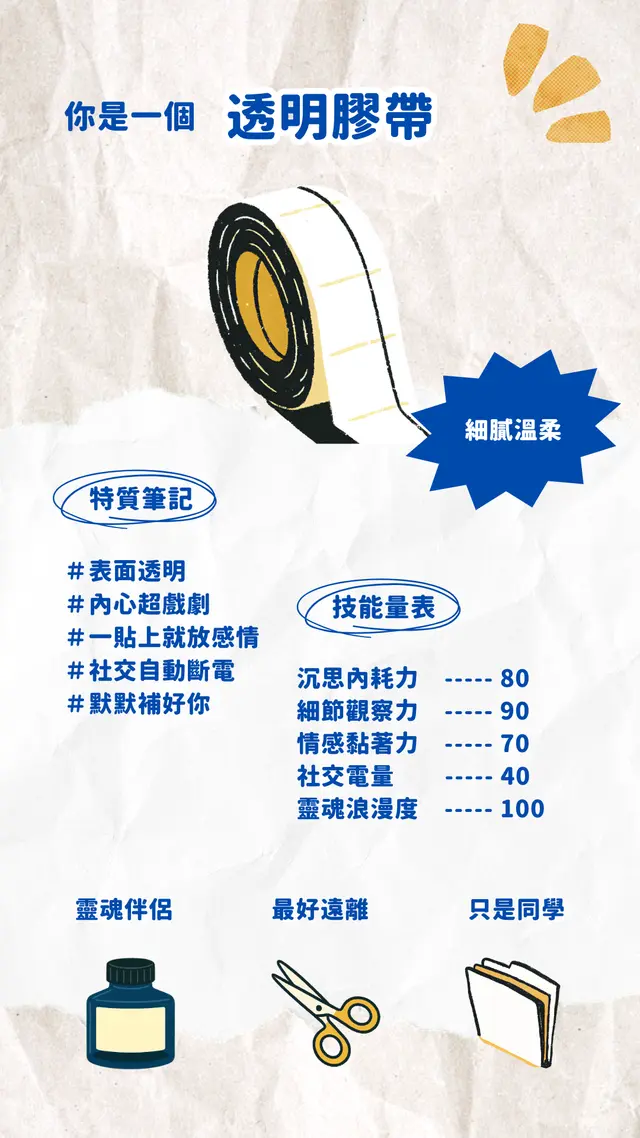 你是一個 透明膠帶
細膩溫柔
特質筆記
#表面透明
#內心超戲劇
#一貼上就放感情
#社交自動斷電
#默默補好你
技能量表
沉思內耗力 ----- 80
細節觀察力 ----- 90
情感黏著力 ----- 70
社交電量 ----- 40
靈魂浪漫度 ----- 100
靈魂伴侶 最好遠離 只是同學